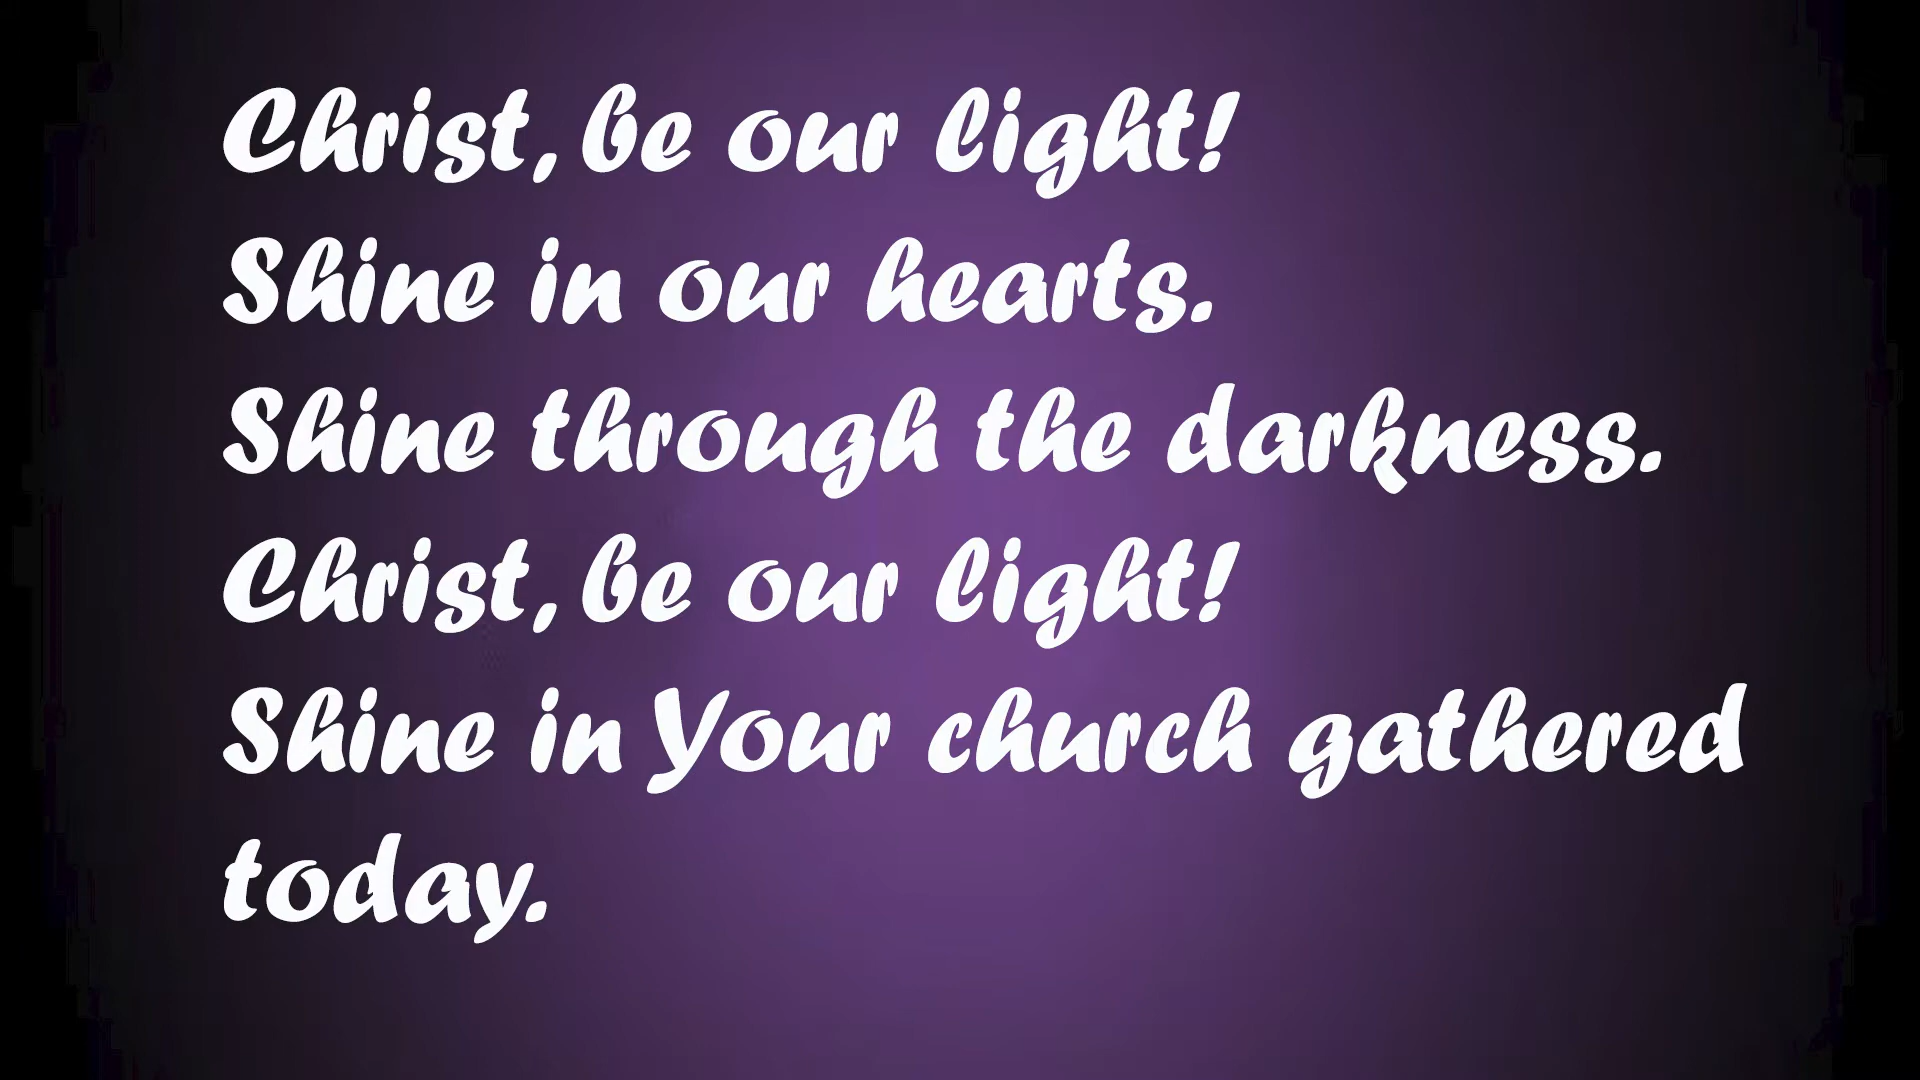 Christ, be our light!
Shine in our hearts.
Shine through the darkness.
Christ, be our light!
Shine in Your church gathered
today.